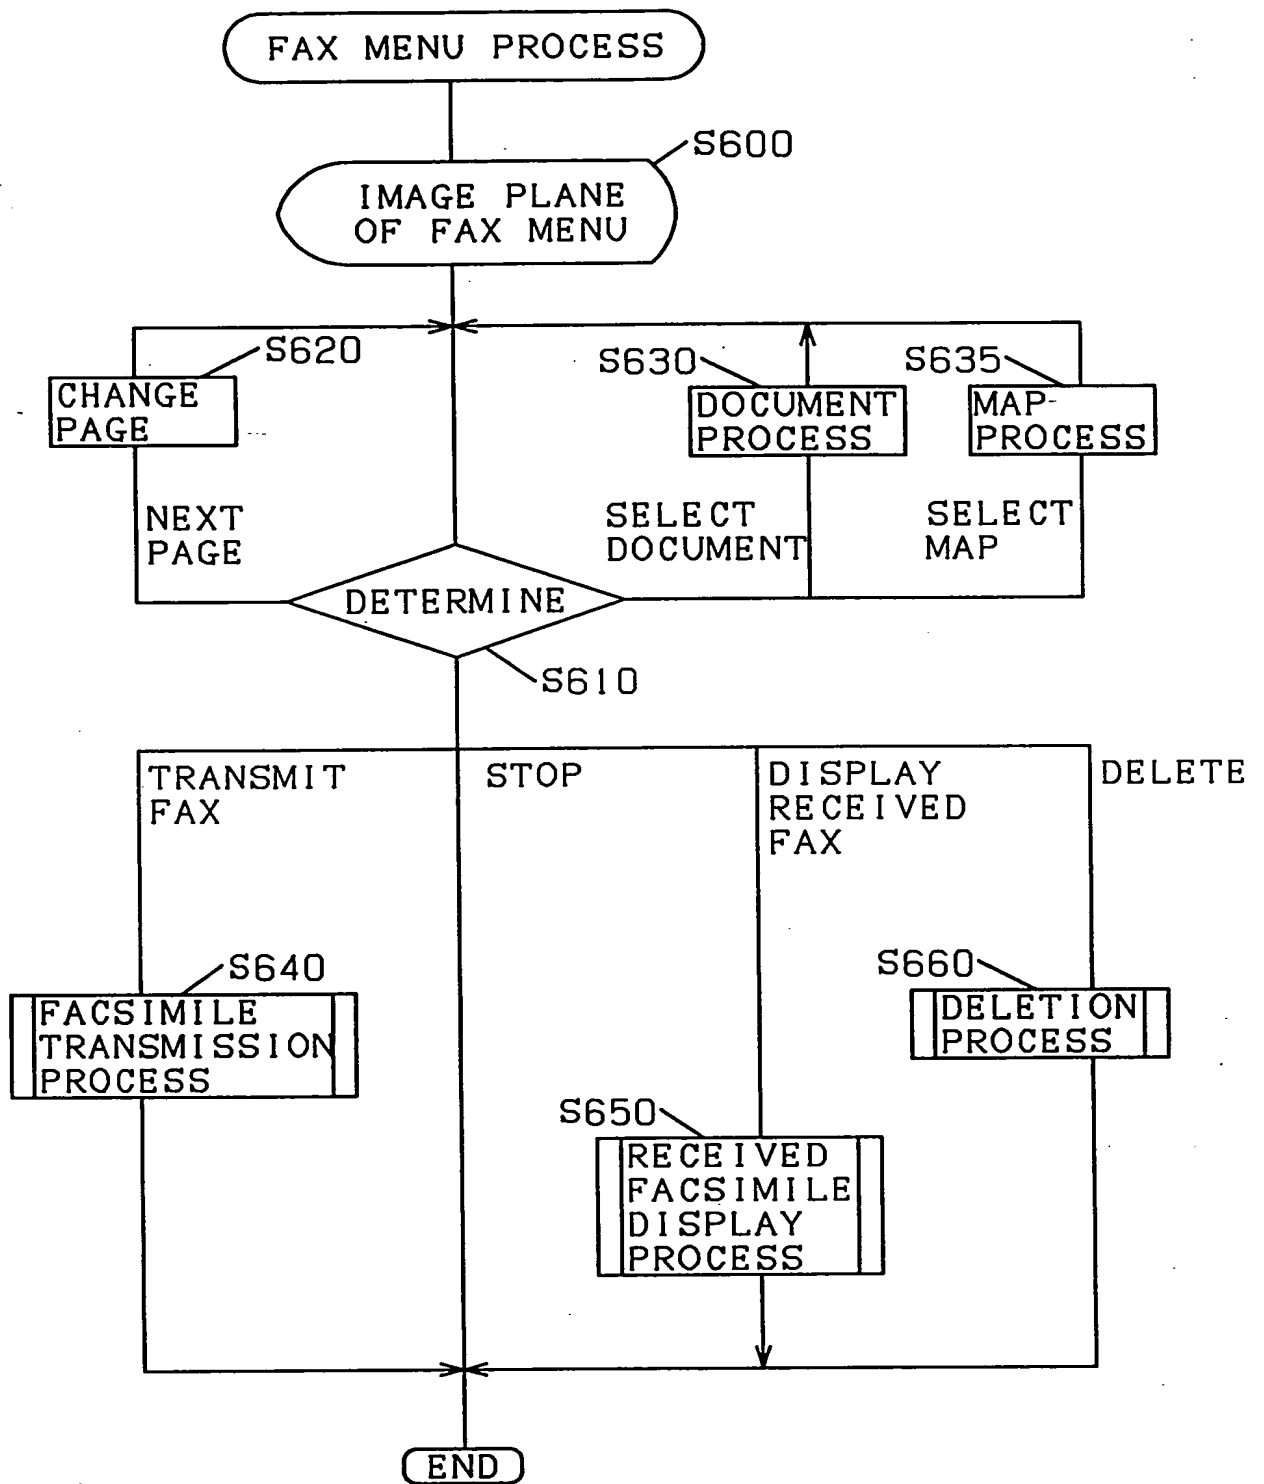 FAX MENU PROCESS
S600
IMAGE PLANE
OF FAX MENU
S620
S630
S635
CHANGE
PAGE
DOCUMENT
PROCESS
MAP
PROCESS
NEXT
PAGE
SELECT
DOCUMENT
SELECT
MAP
DETERMINE
S610
TRANSMIT
FAX
STOP
DISPLAY
RECEIVED
FAX
DELETE
S640
FACSIMILE
TRANSMISSION
PROCESS
S660
DELETION
PROCESS
S650
RECEIVED
FACSIMILE
DISPLAY
PROCESS
END